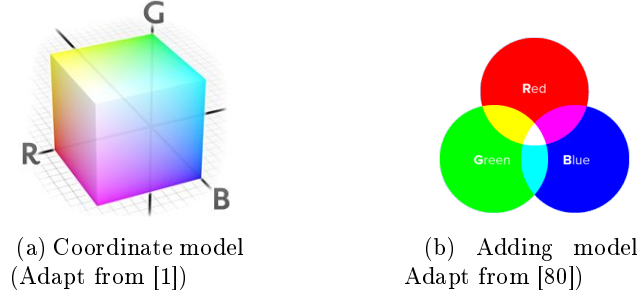 G
R
B
Red
Green
Blue
(a) Coordinate model
(Adapt from [1])
(b) Adding model
Adapt from [80])